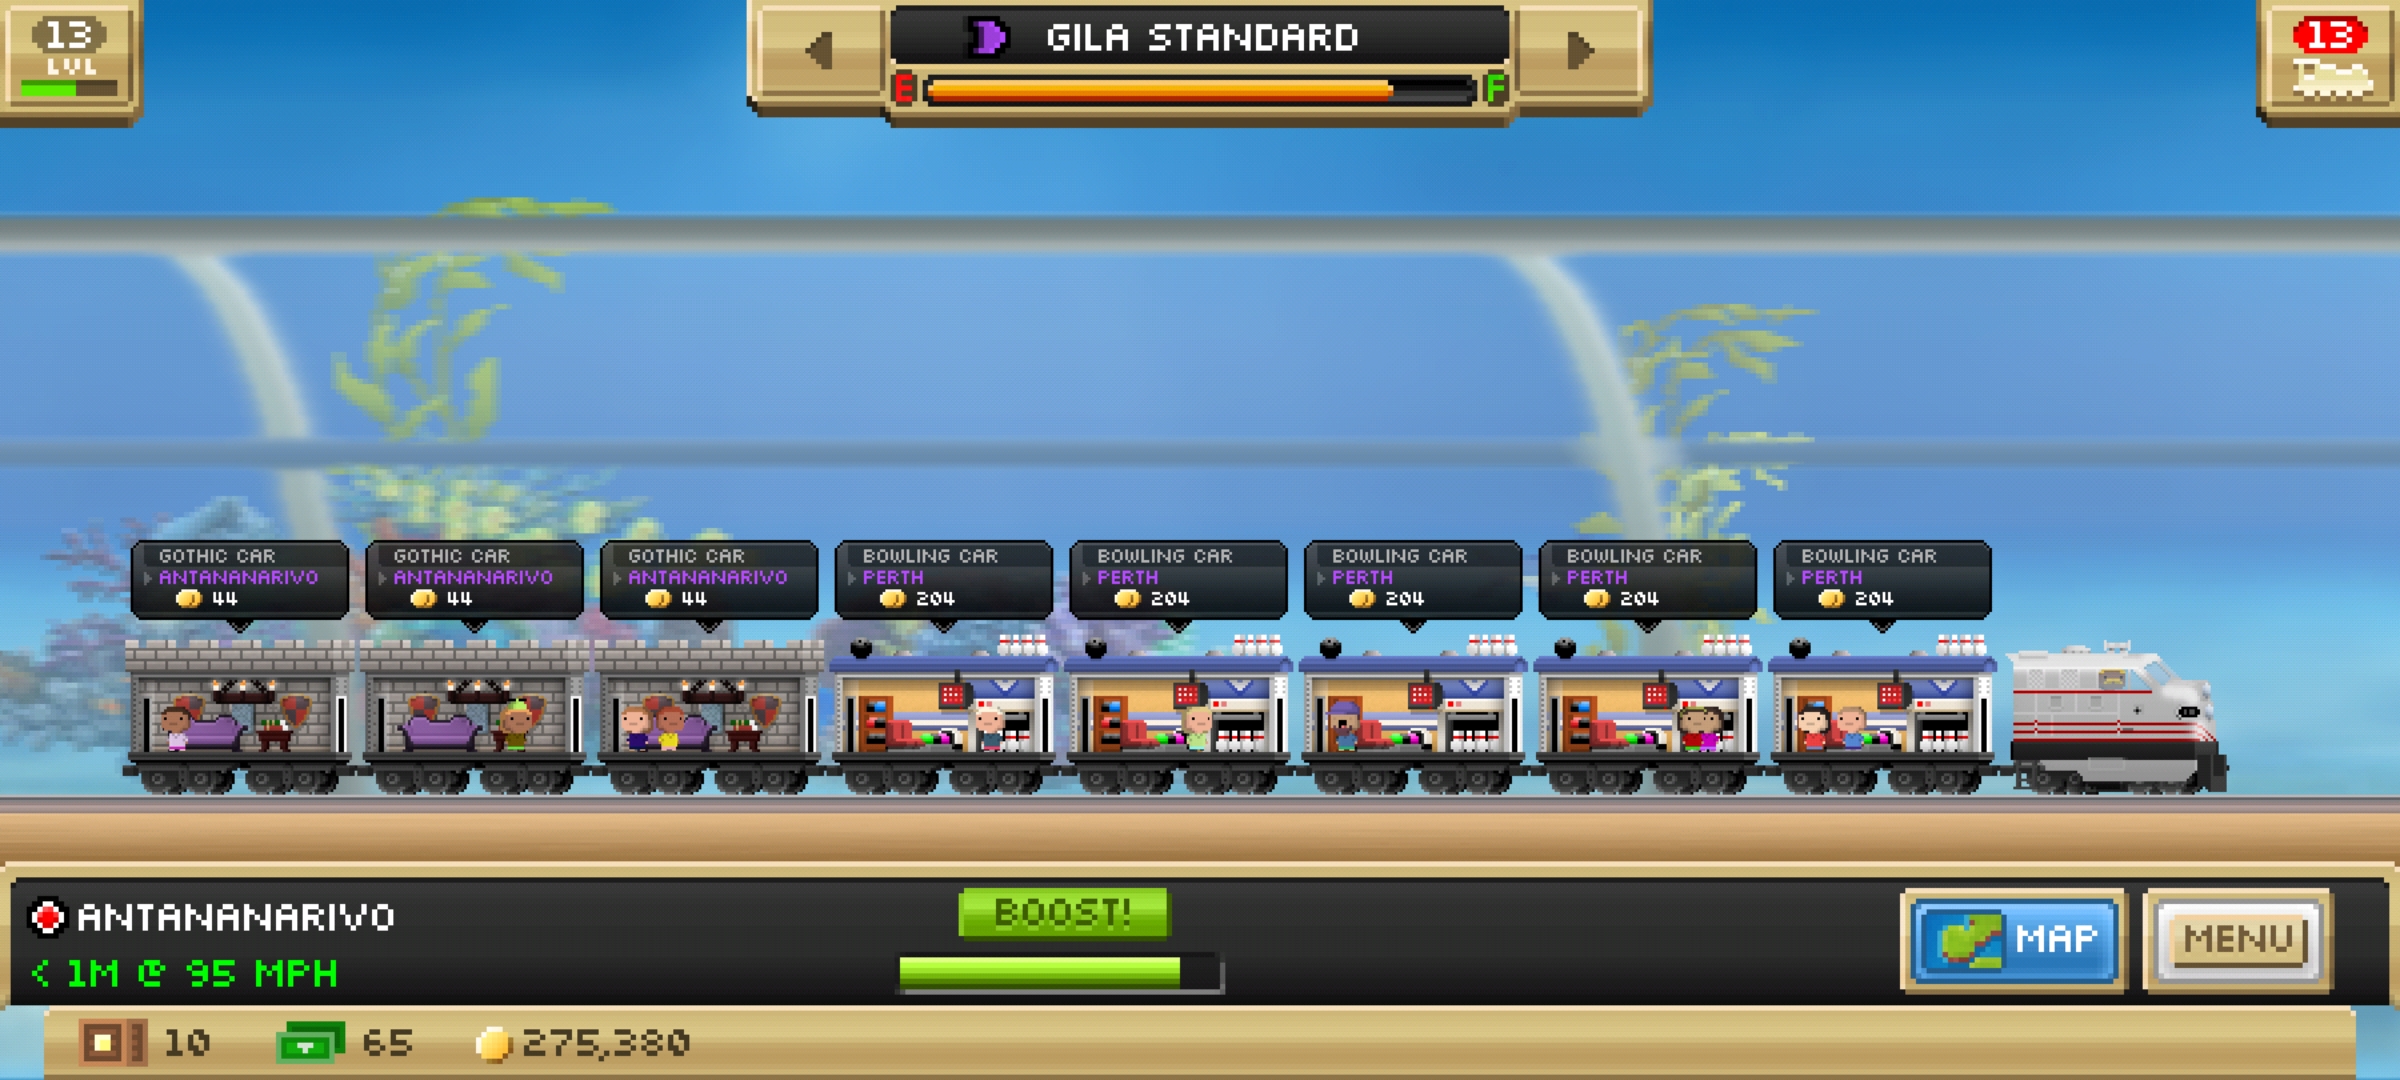 13
LVL
GILA STANDARD
E
F
13
GOTHIC CAR
ANTANANARIVO
44
GOTHIC CAR
ANTANANARIVO
44
GOTHIC CAR
ANTANANARIVO
44
BOWLING CAR
PERTH
204
BOWLING CAR
PERTH
204
BOWLING CAR
PERTH
204
BOWLING CAR
PERTH
204
BOWLING CAR
PERTH
204
ANTANANARIVO
< 1M @ 95 MPH
BOOST!
MAP
MENU
10
65
275,380